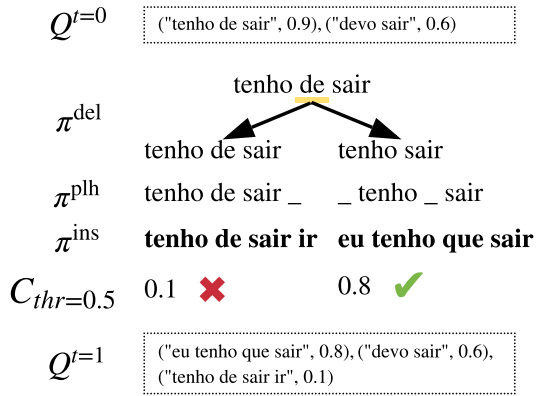 Q^{t=0} ("tenho de sair", 0.9), ("devo sair", 0.6)
tenho de sair
π^{del}
tenho de sair tenho sair
π^{plh} tenho de sair _ _ tenho _ sair
π^{ins} tenho de sair ir eu tenho que sair
C_{thr=0.5} 0.1 ✖ 0.8 ✔
Q^{t=1} ("eu tenho que sair", 0.8), ("devo sair", 0.6),
("tenho de sair ir", 0.1)